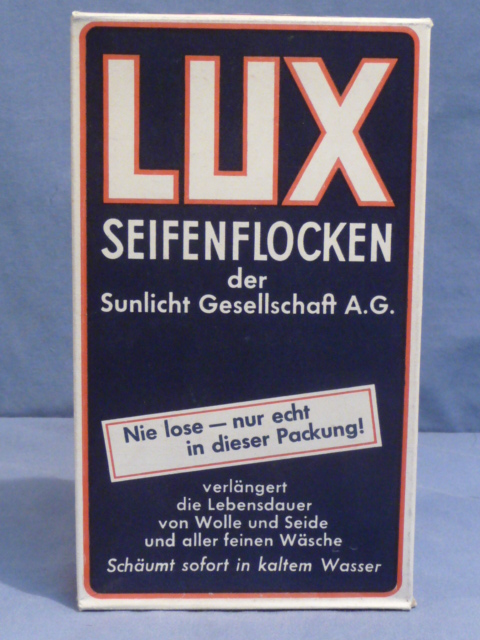 LUX
SEIFENFLOCKEN
der
Sunlicht Gesellschaft A.G.
Nie lose — nur echt
in dieser Packung!
verlängert
die Lebensdauer
von Wolle und Seide
und aller feinen Wäsche
Schäumt sofort in kaltem Wasser